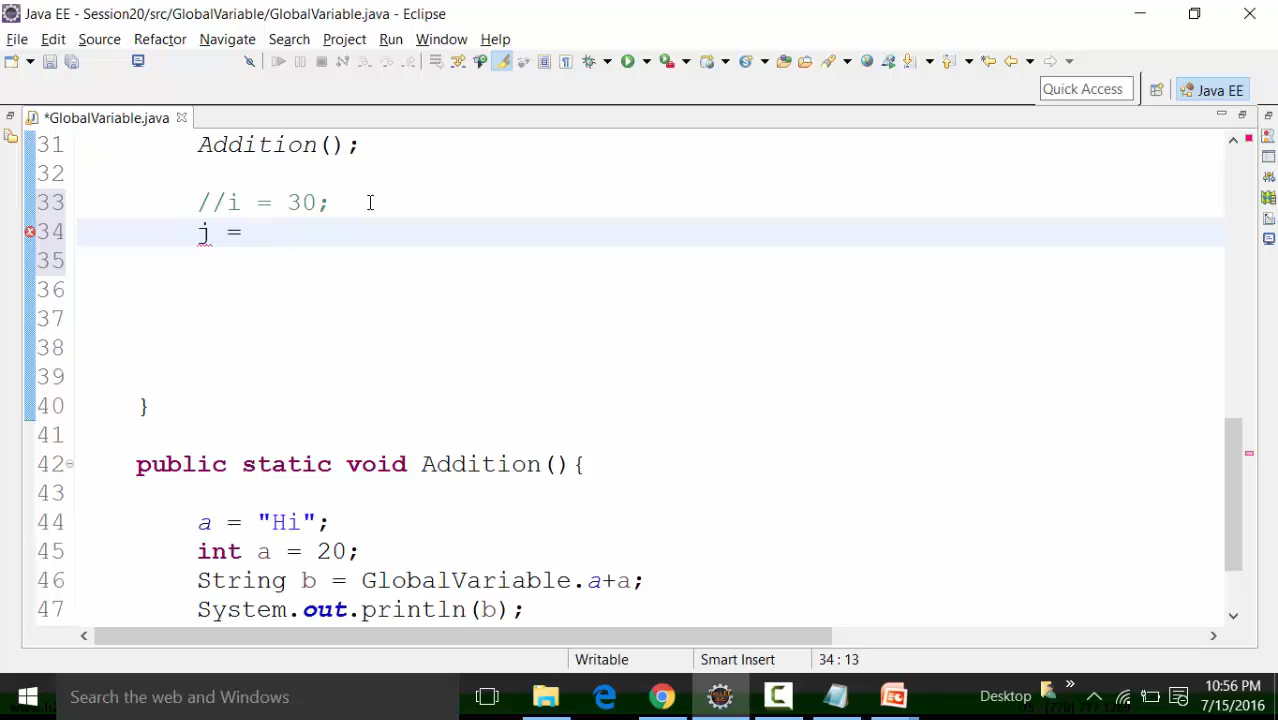 Java EE - Session20/src/GlobalVariable/GlobalVariable.java - Eclipse
File Edit Source Refactor Navigate Search Project Run Window Help
Quick Access
Java EE
*GlobalVariable.java
31 Addition();
32
33 //i = 30;
34 j =
35
36
37
38
39
40 }
41
42 public static void Addition(){
43
44 a = "Hi";
45 int a = 20;
46 String b = GlobalVariable.a+a;
47 System.out.println(b);
Writable Smart Insert 34 : 13
Search the web and Windows
Desktop
10:56 PM
7/15/2016